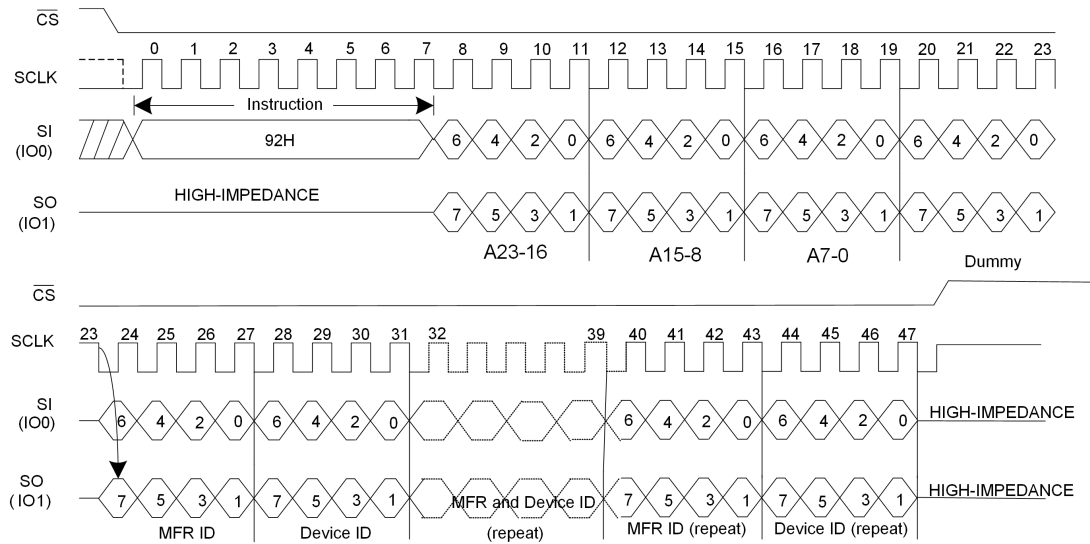 CS
0 1 2 3 4 5 6 7 8 9 10 11 12 13 14 15 16 17 18 19 20 21 22 23
SCLK
Instruction
SI
(IO0)
92H
6 4 2 0 6 4 2 0 6 4 2 0 6 4 2 0
HIGH-IMPEDANCE
SO
(IO1)
7 5 3 1 7 5 3 1 7 5 3 1 7 5 3 1
A23-16 A15-8 A7-0
Dummy
CS
23 24 25 26 27 28 29 30 31 32 39 40 41 42 43 44 45 46 47
SCLK
SI
(IO0)
6 4 2 0 6 4 2 0 6 4 2 0 6 4 2 0
HIGH-IMPEDANCE
SO
(IO1)
7 5 3 1 7 5 3 1 MFR and Device ID 7 5 3 1 7 5 3 1
HIGH-IMPEDANCE
MFR ID Device ID (repeat) MFR ID (repeat) Device ID (repeat)